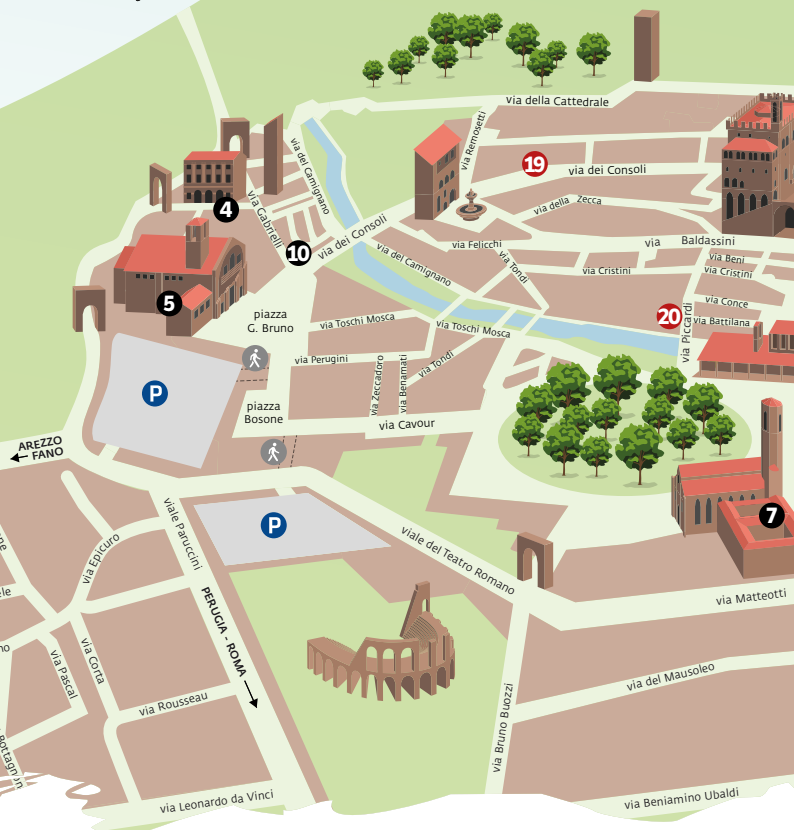 via della Cattedrale
via Remosetti
19
via dei Consoli
via del Camignano
4
via Gabrielli
10
via dei Consoli
via della Zecca
via Felicchi
via Baldassini
via del Camignano
via Tondi
via Beni
via Cristini
via Cristini
5
piazza
G. Bruno
via Toschi Mosca
via Toschi Mosca
via Conce
20
via Battilana
via Piccardi
via Perugini
via Zeccadoro
via Benamati
via Tondi
P
piazza
Bosone
via Cavour
AREZZO
FANO
7
P
viale Paruccini
viale del Teatro Romano
via Epicuro
PERUGIA - ROMA
via Matteotti
via Pascal
via Corta
via Rousseau
via del Mausoleo
via Bruno Buozzi
via Leonardo da Vinci
via Beniamino Ubaldi